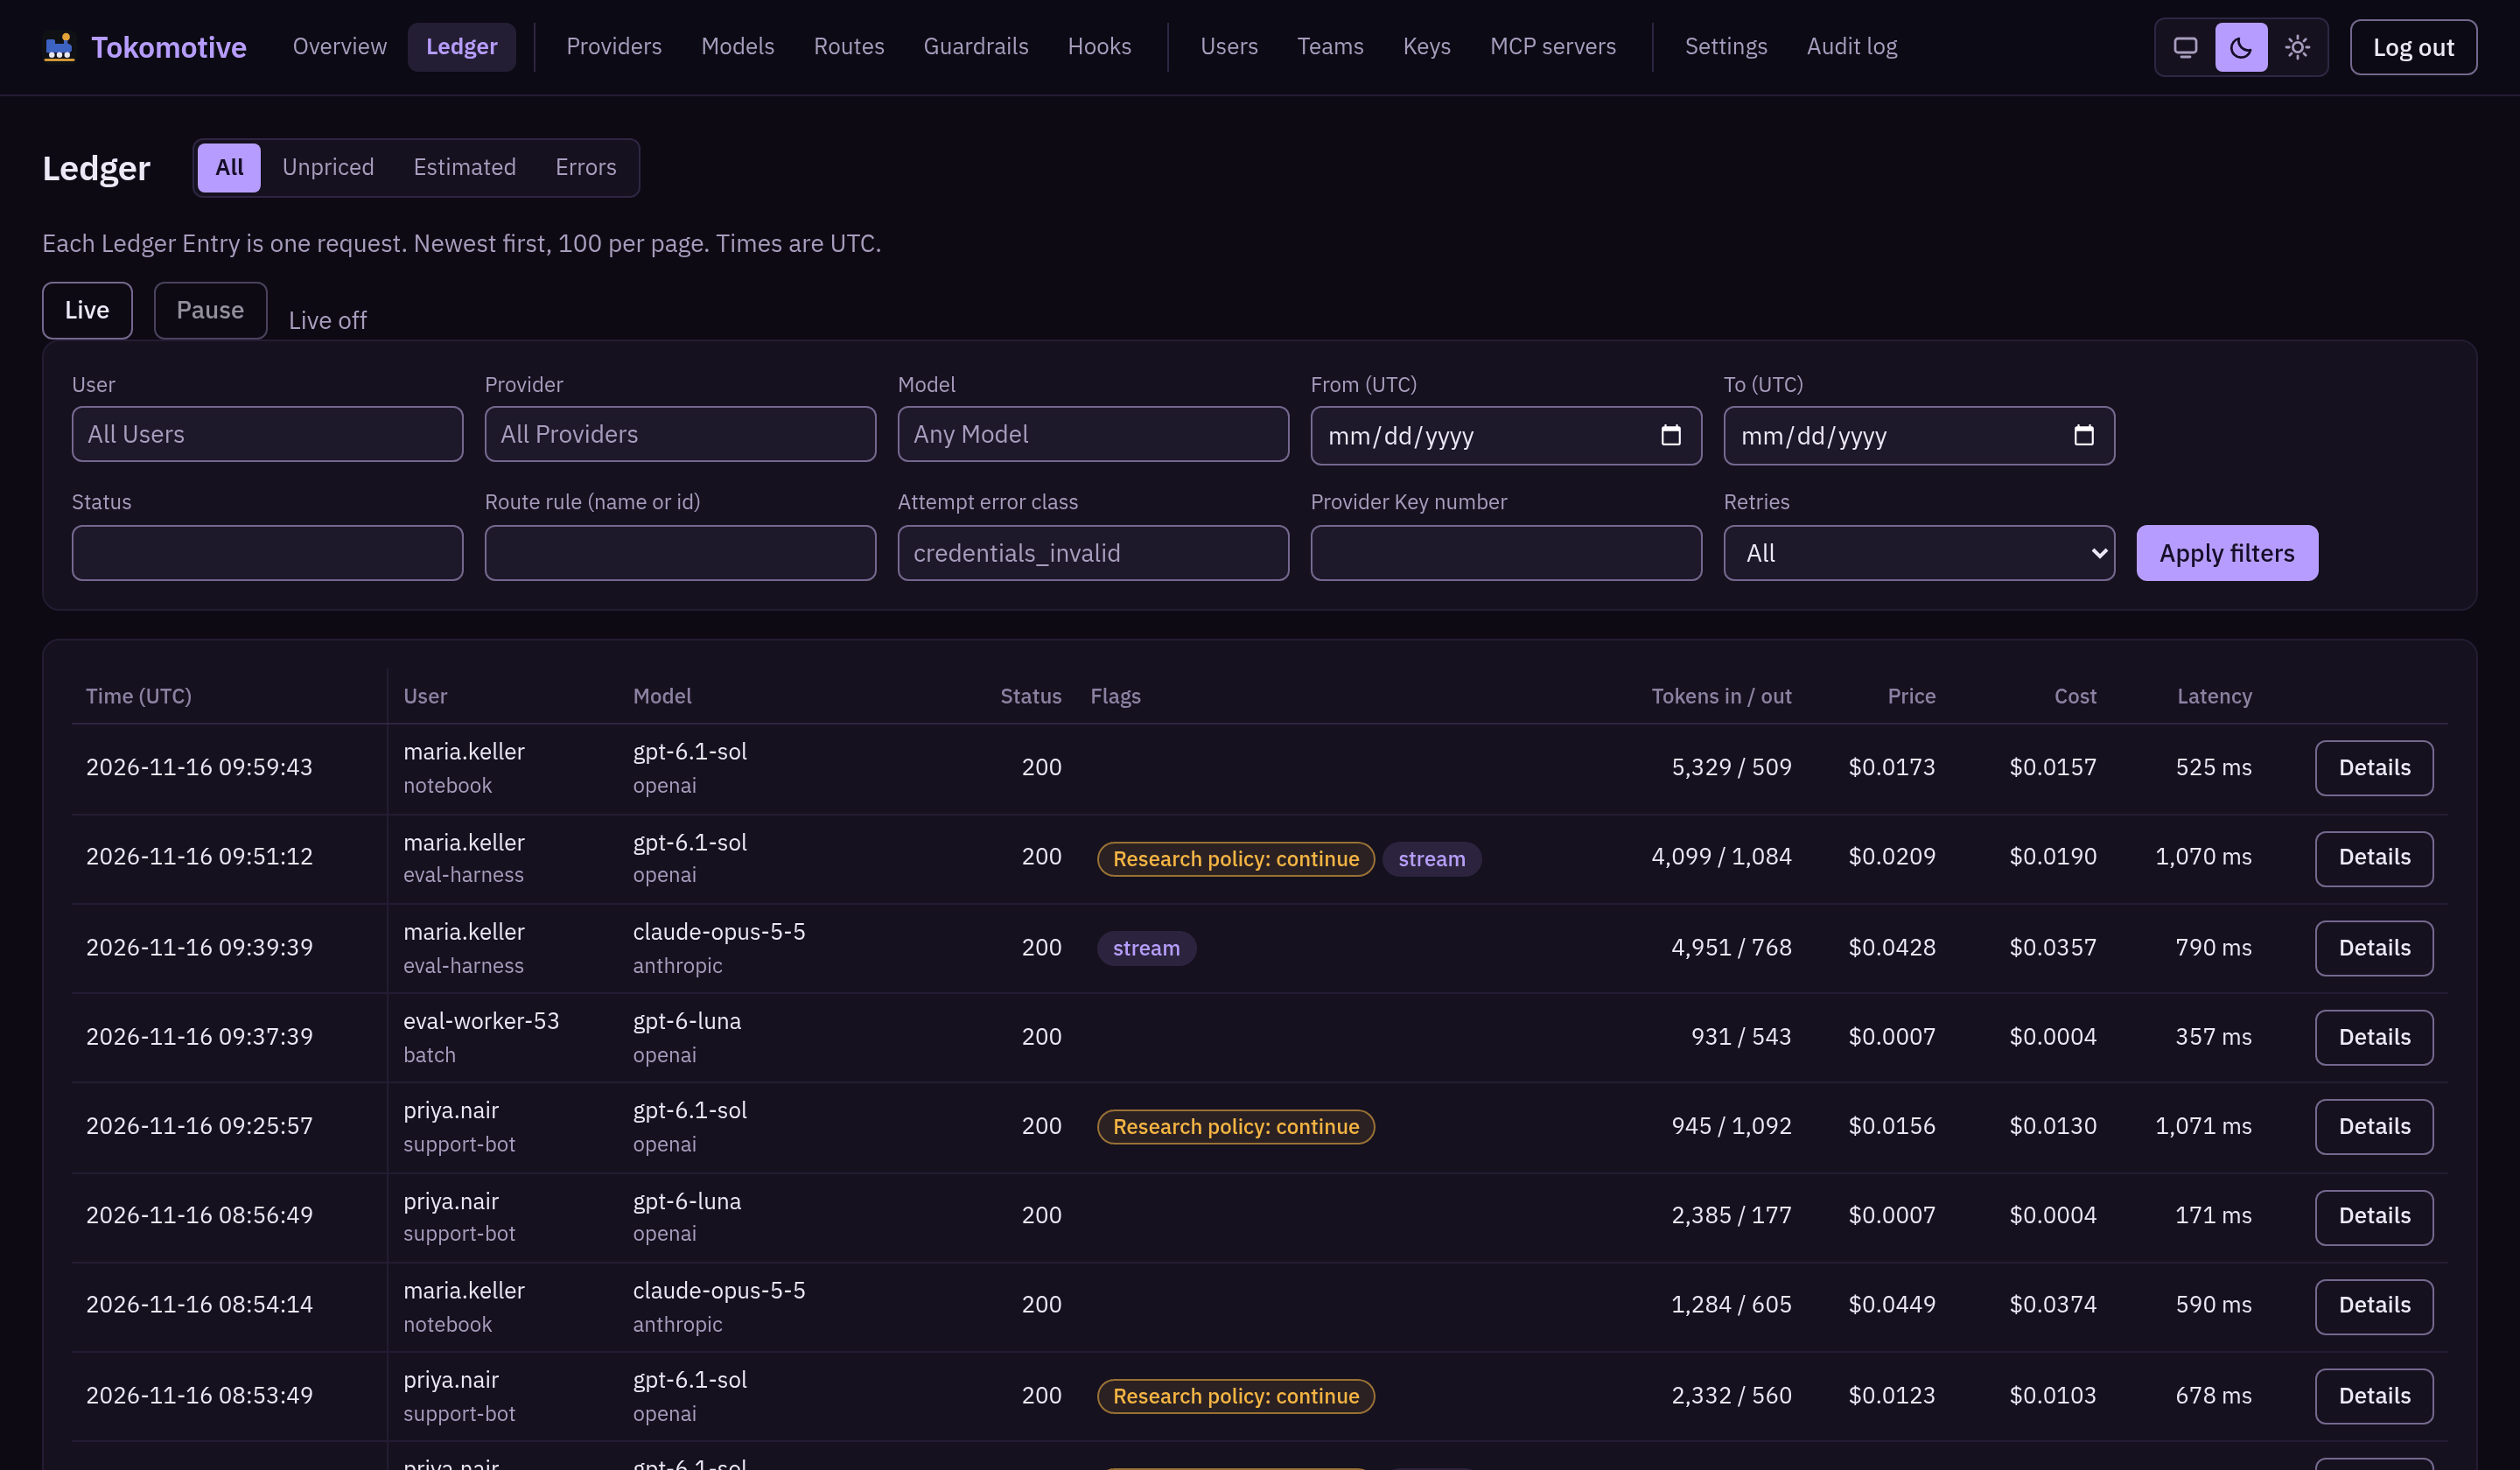 Tokomotive Overview Ledger Providers Models Routes Guardrails Hooks Users Teams Keys MCP servers Settings Audit log Log out
Ledger All Unpriced Estimated Errors
Each Ledger Entry is one request. Newest first, 100 per page. Times are UTC.
Live Pause Live off
User Provider Model From (UTC) To (UTC)
All Users All Providers Any Model mm/dd/yyyy mm/dd/yyyy
Status Route rule (name or id) Attempt error class Provider Key number Retries
credentials_invalid All Apply filters
Time (UTC) User Model Status Flags Tokens in / out Price Cost Latency
2026-11-16 09:59:43 maria.keller gpt-6.1-sol 200 5,329 / 509 $0.0173 $0.0157 525 ms Details
notebook openai
2026-11-16 09:51:12 maria.keller gpt-6.1-sol 200 Research policy: continue stream 4,099 / 1,084 $0.0209 $0.0190 1,070 ms Details
eval-harness openai
2026-11-16 09:39:39 maria.keller claude-opus-5-5 200 stream 4,951 / 768 $0.0428 $0.0357 790 ms Details
eval-harness anthropic
2026-11-16 09:37:39 eval-worker-53 gpt-6-luna 200 931 / 543 $0.0007 $0.0004 357 ms Details
batch openai
2026-11-16 09:25:57 priya.nair gpt-6.1-sol 200 Research policy: continue 945 / 1,092 $0.0156 $0.0130 1,071 ms Details
support-bot openai
2026-11-16 08:56:49 priya.nair gpt-6-luna 200 2,385 / 177 $0.0007 $0.0004 171 ms Details
support-bot openai
2026-11-16 08:54:14 maria.keller claude-opus-5-5 200 1,284 / 605 $0.0449 $0.0374 590 ms Details
notebook anthropic
2026-11-16 08:53:49 priya.nair gpt-6.1-sol 200 Research policy: continue 2,332 / 560 $0.0123 $0.0103 678 ms Details
support-bot openai
priya.nair gpt-6.1-sol